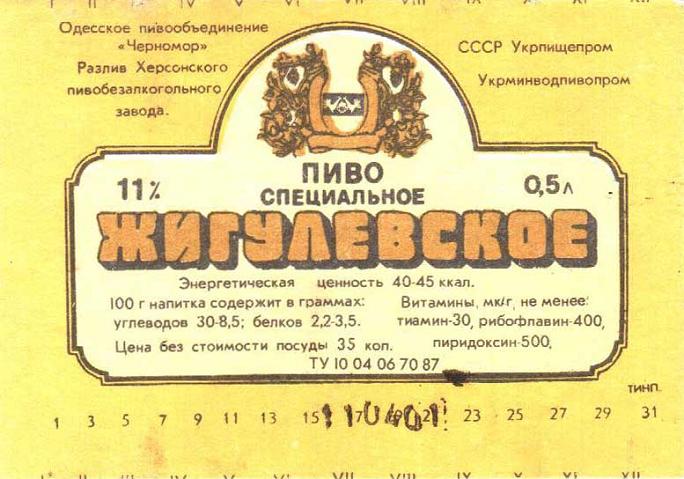 Одесское пивообъединение
«Черномор»
Разлив Херсонского
пивобезалкогольного
завода.
СССР Укрпищепром
Укрминводпивопром
ПИВО
СПЕЦИАЛЬНОЕ
11%
0,5л
ЖИГУЛЕВСКОЕ
Энергетическая ценность 40-45 ккал.
100 г напитка содержит в граммах:
углеводов 30-8,5; белков 2,2-3,5.
Цена без стоимости посуды 35 коп.
Витамины, мк/г, не менее:
тиамин-30, рибофлавин-400,
пиридоксин-500,
ТУ 10 04 06 70 87
тинп.
1 3 5 7 9 11 13 15 17 19 21 23 25 27 29 31